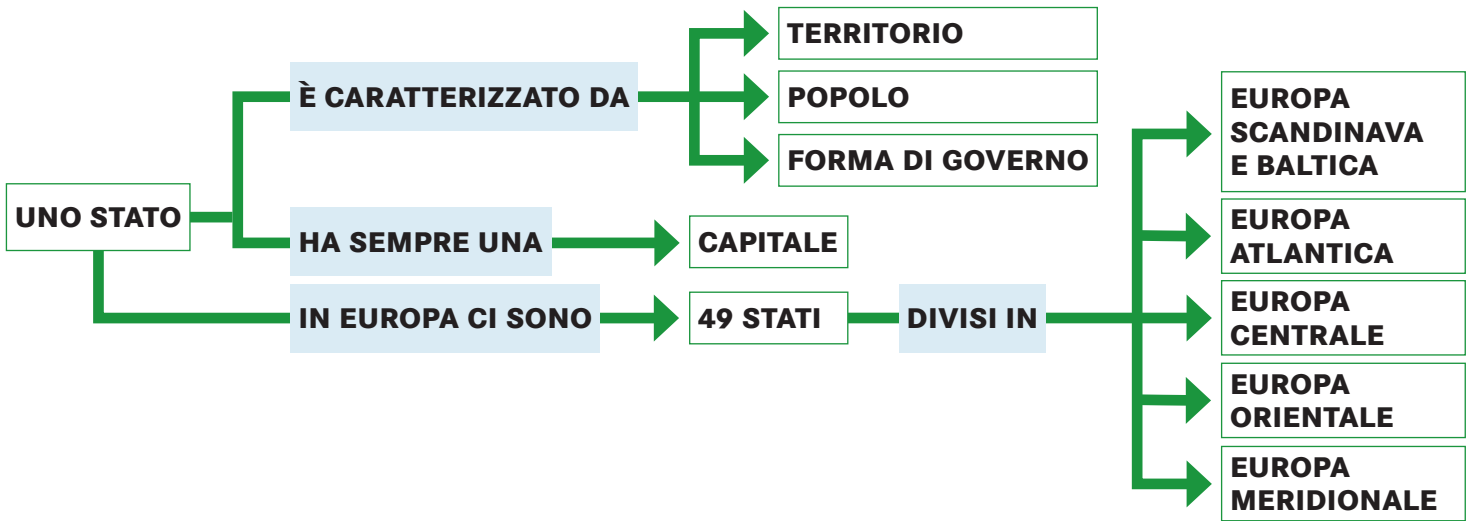 UNO STATO
È CARATTERIZZATO DA
TERRITORIO
POPOLO
FORMA DI GOVERNO
HA SEMPRE UNA
CAPITALE
IN EUROPA CI SONO
49 STATI
DIVISI IN
EUROPA
SCANDINAVA
E BALTICA
EUROPA
ATLANTICA
EUROPA
CENTRALE
EUROPA
ORIENTALE
EUROPA
MERIDIONALE